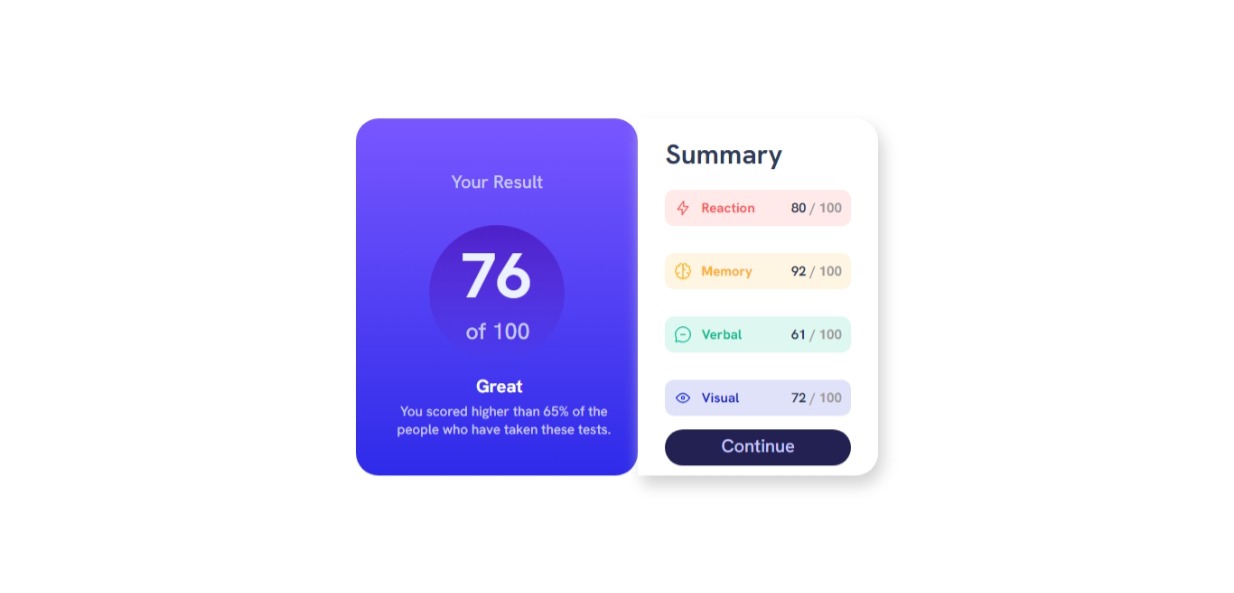 Your Result
76
of 100
Great
You scored higher than 65% of the
people who have taken these tests.
Summary
Reaction 80 / 100
Memory 92 / 100
Verbal 61 / 100
Visual 72 / 100
Continue